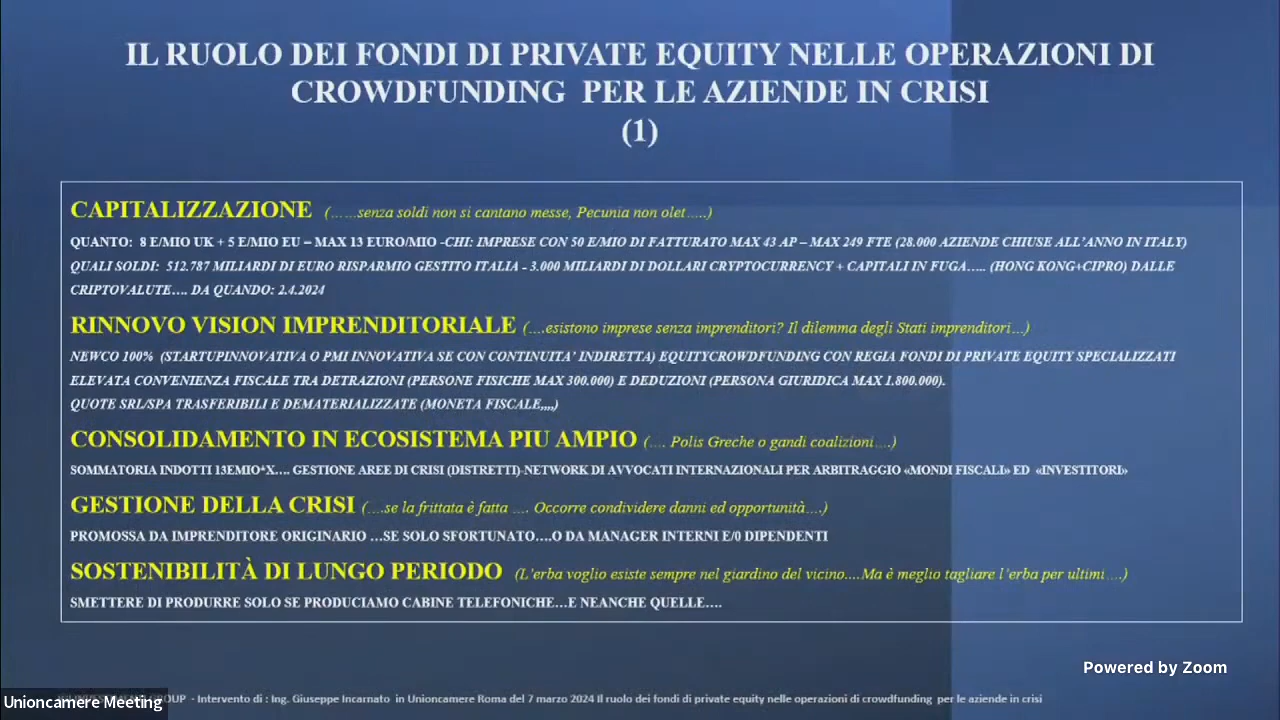 IL RUOLO DEI FONDI DI PRIVATE EQUITY NELLE OPERAZIONI DI
CROWDFUNDING PER LE AZIENDE IN CRISI
(1)
CAPITALIZZAZIONE (……senza soldi non si cantano messe, Pecunia non olet…..)
QUANTO: 8 E/MIO UK + 5 E/MIO EU – MAX 13 EURO/MIO -CHI: IMPRESE CON 50 E/MIO DI FATTURATO MAX 43 AP – MAX 249 FTE (28.000 AZIENDE CHIUSE ALL’ANNO IN ITALY)
QUALI SOLDI: 512.787 MILIARDI DI EURO RISPARMIO GESTITO ITALIA - 3.000 MILIARDI DI DOLLARI CRYPTOCURRENCY + CAPITALI IN FUGA….. (HONG KONG+CIPRO) DALLE
CRIPTOVALUTE…. DA QUANDO: 2.4.2024
RINNOVO VISION IMPRENDITORIALE (….esistono imprese senza imprenditori? Il dilemma degli Stati imprenditori…)
NEWCO 100% (STARTUPINNOVATIVA O PMI INNOVATIVA SE CON CONTINUITA’ INDIRETTA) EQUITYCROWDFUNDING CON REGIA FONDI DI PRIVATE EQUITY SPECIALIZZATI
ELEVATA CONVENIENZA FISCALE TRA DETRAZIONI (PERSONE FISICHE MAX 300.000) E DEDUZIONI (PERSONA GIURIDICA MAX 1.800.000).
QUOTE SRL/SPA TRASFERIBILI E DEMATERIALIZZATE (MONETA FISCALE,,,,)
CONSOLIDAMENTO IN ECOSISTEMA PIU AMPIO (…. Polis Greche o gandi coalizioni….)
SOMMATORIA INDOTTI 13EMIO*X…. GESTIONE AREE DI CRISI (DISTRETTI)-NETWORK DI AVVOCATI INTERNAZIONALI PER ARBITRAGGIO «MONDI FISCALI» ED «INVESTITORI»
GESTIONE DELLA CRISI (….se la frittata è fatta …. Occorre condividere danni ed opportunità….)
PROMOSSA DA IMPRENDITORE ORIGINARIO …SE SOLO SFORTUNATO….O DA MANAGER INTERNI E/0 DIPENDENTI
SOSTENIBILITÀ DI LUNGO PERIODO (L’erba voglio esiste sempre nel giardino del vicino....Ma è meglio tagliare l’erba per ultimi….)
SMETTERE DI PRODURRE SOLO SE PRODUCIAMO CABINE TELEFONICHE…E NEANCHE QUELLE….
Powered by Zoom
GROUP - Intervento di : Ing. Giuseppe Incarnato in Unioncamere Roma del 7 marzo 2024 Il ruolo dei fondi di private equity nelle operazioni di crowdfunding per le aziende in crisi
Unioncamere Meeting